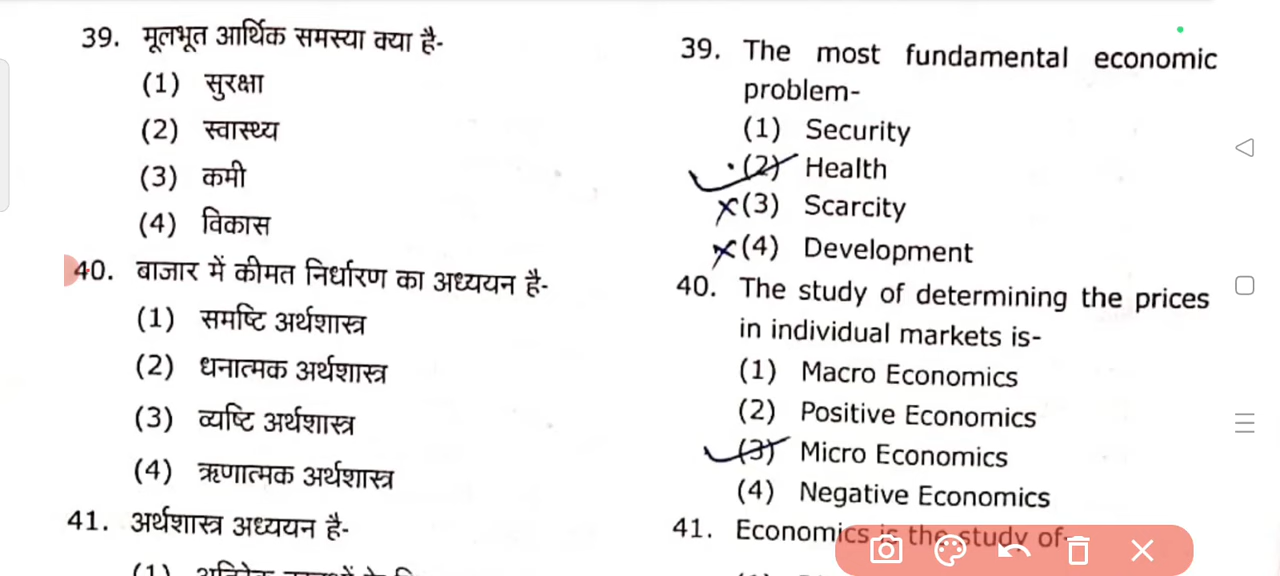 39. मूलभूत आर्थिक समस्या क्या है-
(1) सुरक्षा
(2) स्वास्थ्य
(3) कमी
(4) विकास
40. बाजार में कीमत निर्धारण का अध्ययन है-
(1) समष्टि अर्थशास्त्र
(2) धनात्मक अर्थशास्त्र
(3) व्यष्टि अर्थशास्त्र
(4) ऋणात्मक अर्थशास्त्र
41. अर्थशास्त्र अध्ययन है-
(1)
39. The most fundamental economic
problem-
(1) Security
(2) Health
(3) Scarcity
(4) Development
40. The study of determining the prices
in individual markets is-
(1) Macro Economics
(2) Positive Economics
(3) Micro Economics
(4) Negative Economics
41. Economics is the study of-